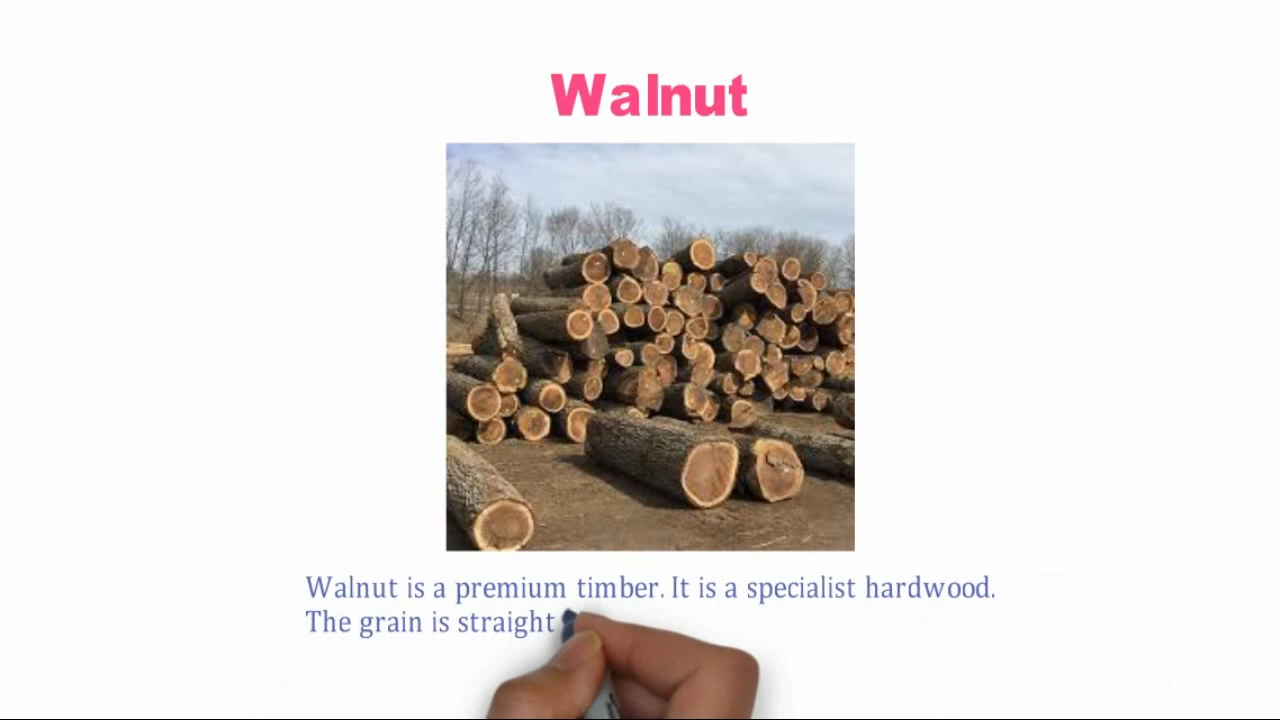 Walnut
Walnut is a premium timber. It is a specialist hardwood.
The grain is straight